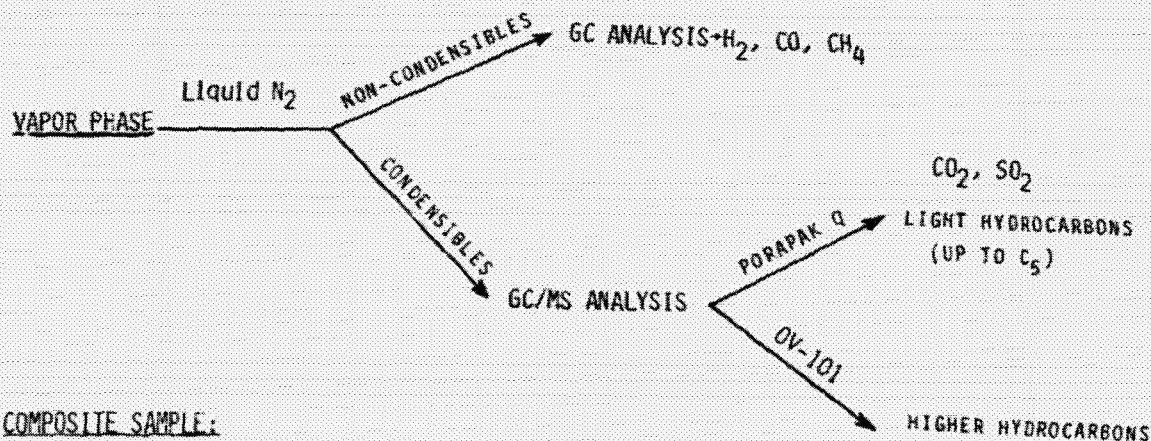 NON-CONDENSIBLES
GC ANALYSIS→H₂, CO, CH₄
Liquid N₂
VAPOR PHASE
CONDENSIBLES
CO₂, SO₂
PORAPAK Q
LIGHT HYDROCARBONS
(UP TO C₅)
GC/MS ANALYSIS
OV-101
HIGHER HYDROCARBONS
COMPOSITE SAMPLE: